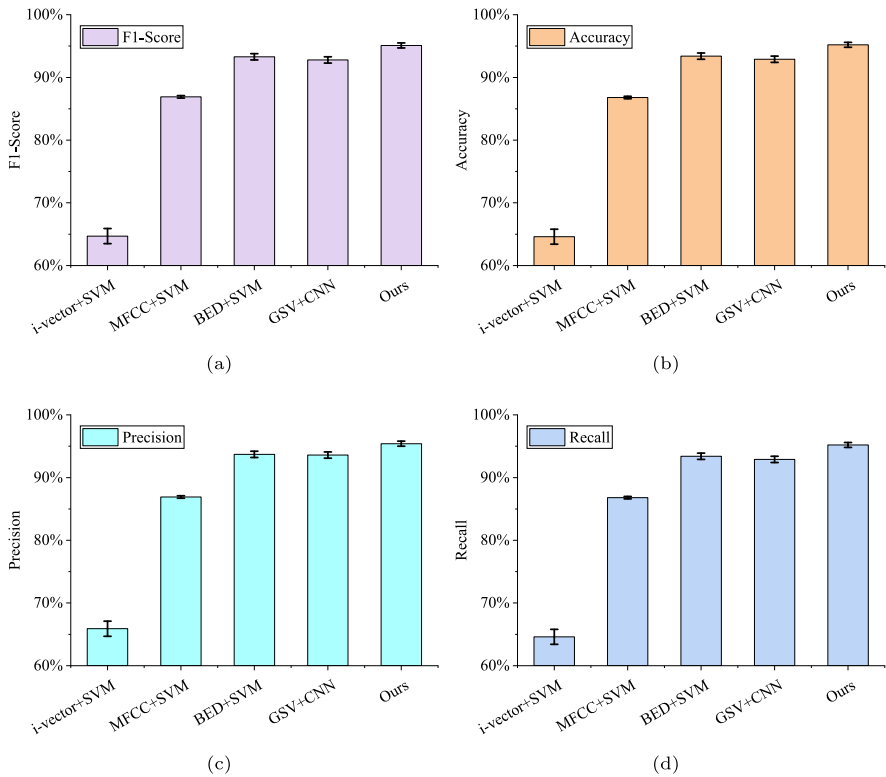 100%
90%
80%
70%
60%
F1-Score
F1-Score
i-vector+SVM
MFCC+SVM
BED+SVM
GSV+CNN
Ours
(a)
100%
90%
80%
70%
60%
Accuracy
Accuracy
i-vector+SVM
MFCC+SVM
BED+SVM
GSV+CNN
Ours
(b)
100%
90%
80%
70%
60%
Precision
Precision
i-vector+SVM
MFCC+SVM
BED+SVM
GSV+CNN
Ours
(c)
100%
90%
80%
70%
60%
Recall
Recall
i-vector+SVM
MFCC+SVM
BED+SVM
GSV+CNN
Ours
(d)